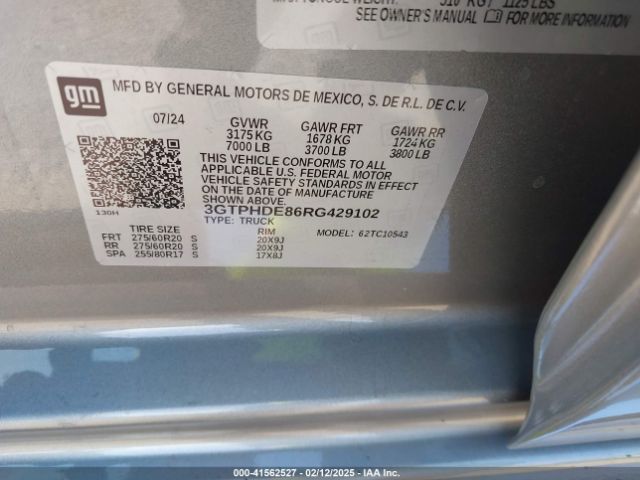 510 KG / 1125 LBS
SEE OWNER'S MANUAL FOR MORE INFORMATION
gm
MFD BY GENERAL MOTORS DE MEXICO, S. DE R.L. DE C.V.
07/24 GVWR GAWR FRT GAWR RR
3175 KG 1678 KG 1724 KG
7000 LB 3700 LB 3800 LB
THIS VEHICLE CONFORMS TO ALL
APPLICABLE U.S. FEDERAL MOTOR
VEHICLE SAFETY STANDARDS IN EFFECT
ON THE DATE OF MANUFACTURE
SHOWN ABOVE.
130H 3GTPHDE86RG429102
TYPE: TRUCK
TIRE SIZE RIM MODEL: 62TC10543
FRT 275/60R20 S 20X9J
RR 275/60R20 S 20X9J
SPA 255/80R17 S 17X8J
000-41562527 - 02/12/2025 - IAA Inc.